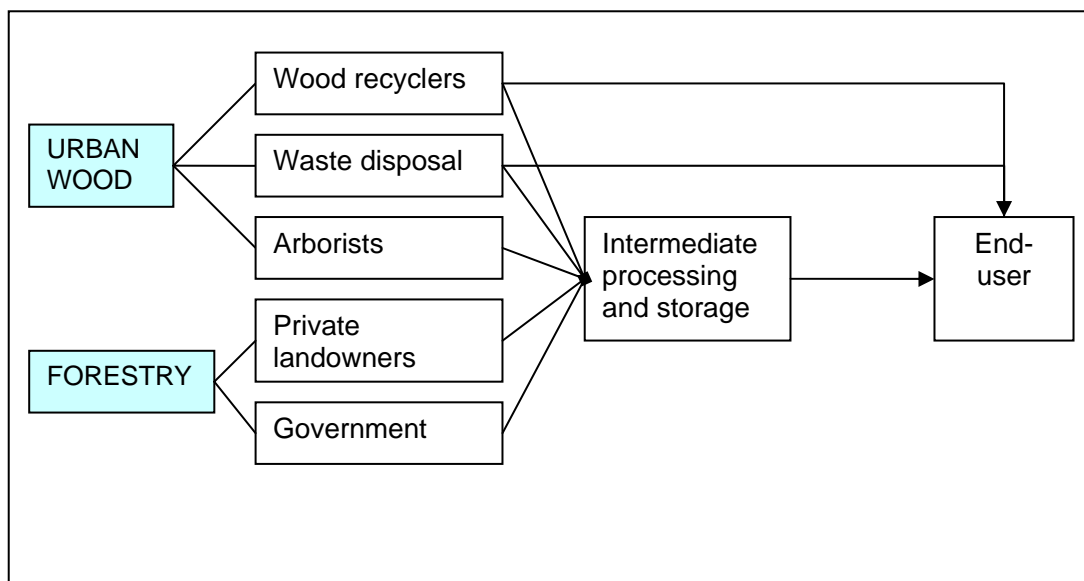 Wood recyclers
URBAN
WOOD
Waste disposal
Arborists
Intermediate
processing
and storage
End-
user
Private
landowners
FORESTRY
Government